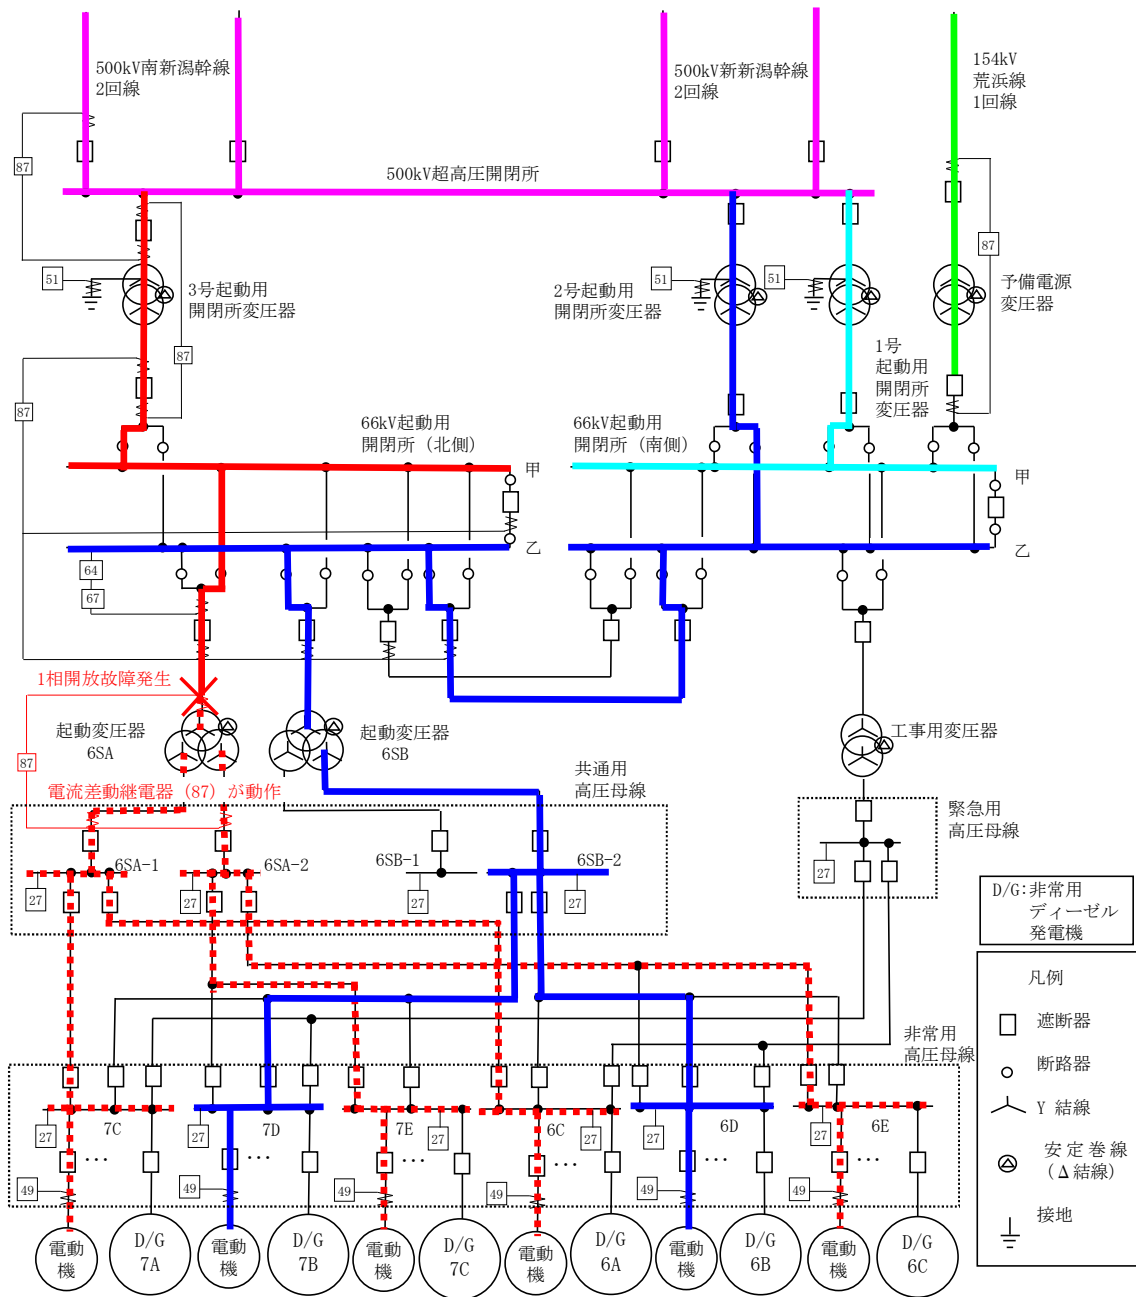 500kV南新潟幹線
2回線
500kV新新潟幹線
2回線
154kV
荒浜線
1回線
87
500kV超高圧開閉所
87
51
3号起動用
開閉所変圧器
51
2号起動用
開閉所変圧器
51
予備電源
変圧器
87
1号
起動用
開閉所
変圧器
87
66kV起動用
開閉所（北側）
66kV起動用
開閉所（南側）
甲
甲
乙
乙
64
67
1相開放故障発生
起動変圧器
6SA
起動変圧器
6SB
工事用変圧器
87
電流差動継電器（87）が動作
共通用
高圧母線
緊急用
高圧母線
6SA-1
6SA-2
6SB-1
6SB-2
27
27
27
27
27
D/G:非常用
ディーゼル
発電機
凡例
遮断器
断路器
Y 結線
安定巻線
(Δ結線)
接地
非常用
高圧母線
7C
7D
7E
6C
6D
6E
27
27
27
27
27
27
...
...
...
...
...
...
49
49
49
49
49
電動
機
D/G
7A
電動
機
D/G
7B
電動
機
D/G
7C
電動
機
D/G
6A
電動
機
D/G
6B
電動
機
D/G
6C